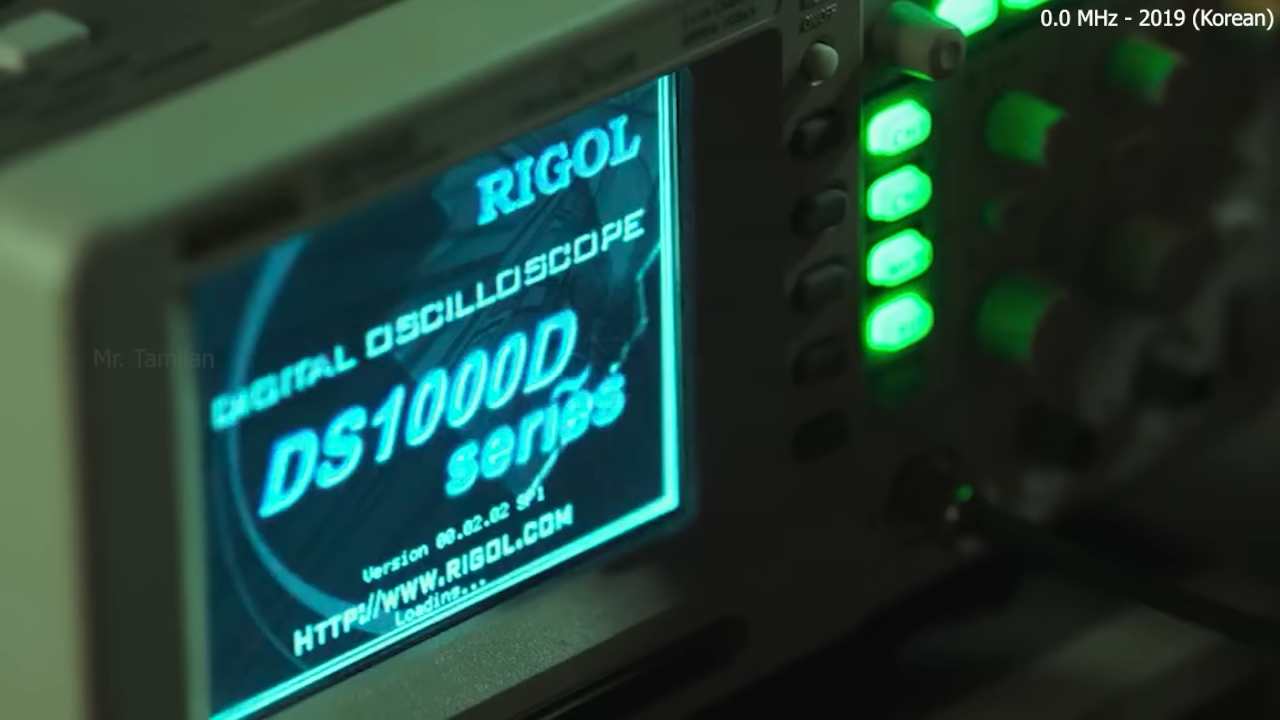 0.0 MHz - 2019 (Korean)
RIGOL
DIGITAL OSCILLOSCOPE
DS1000D
series
Version 00.02.02 SP1
HTTP://WWW.RIGOL.COM
Loading...
Mr. Tamilan